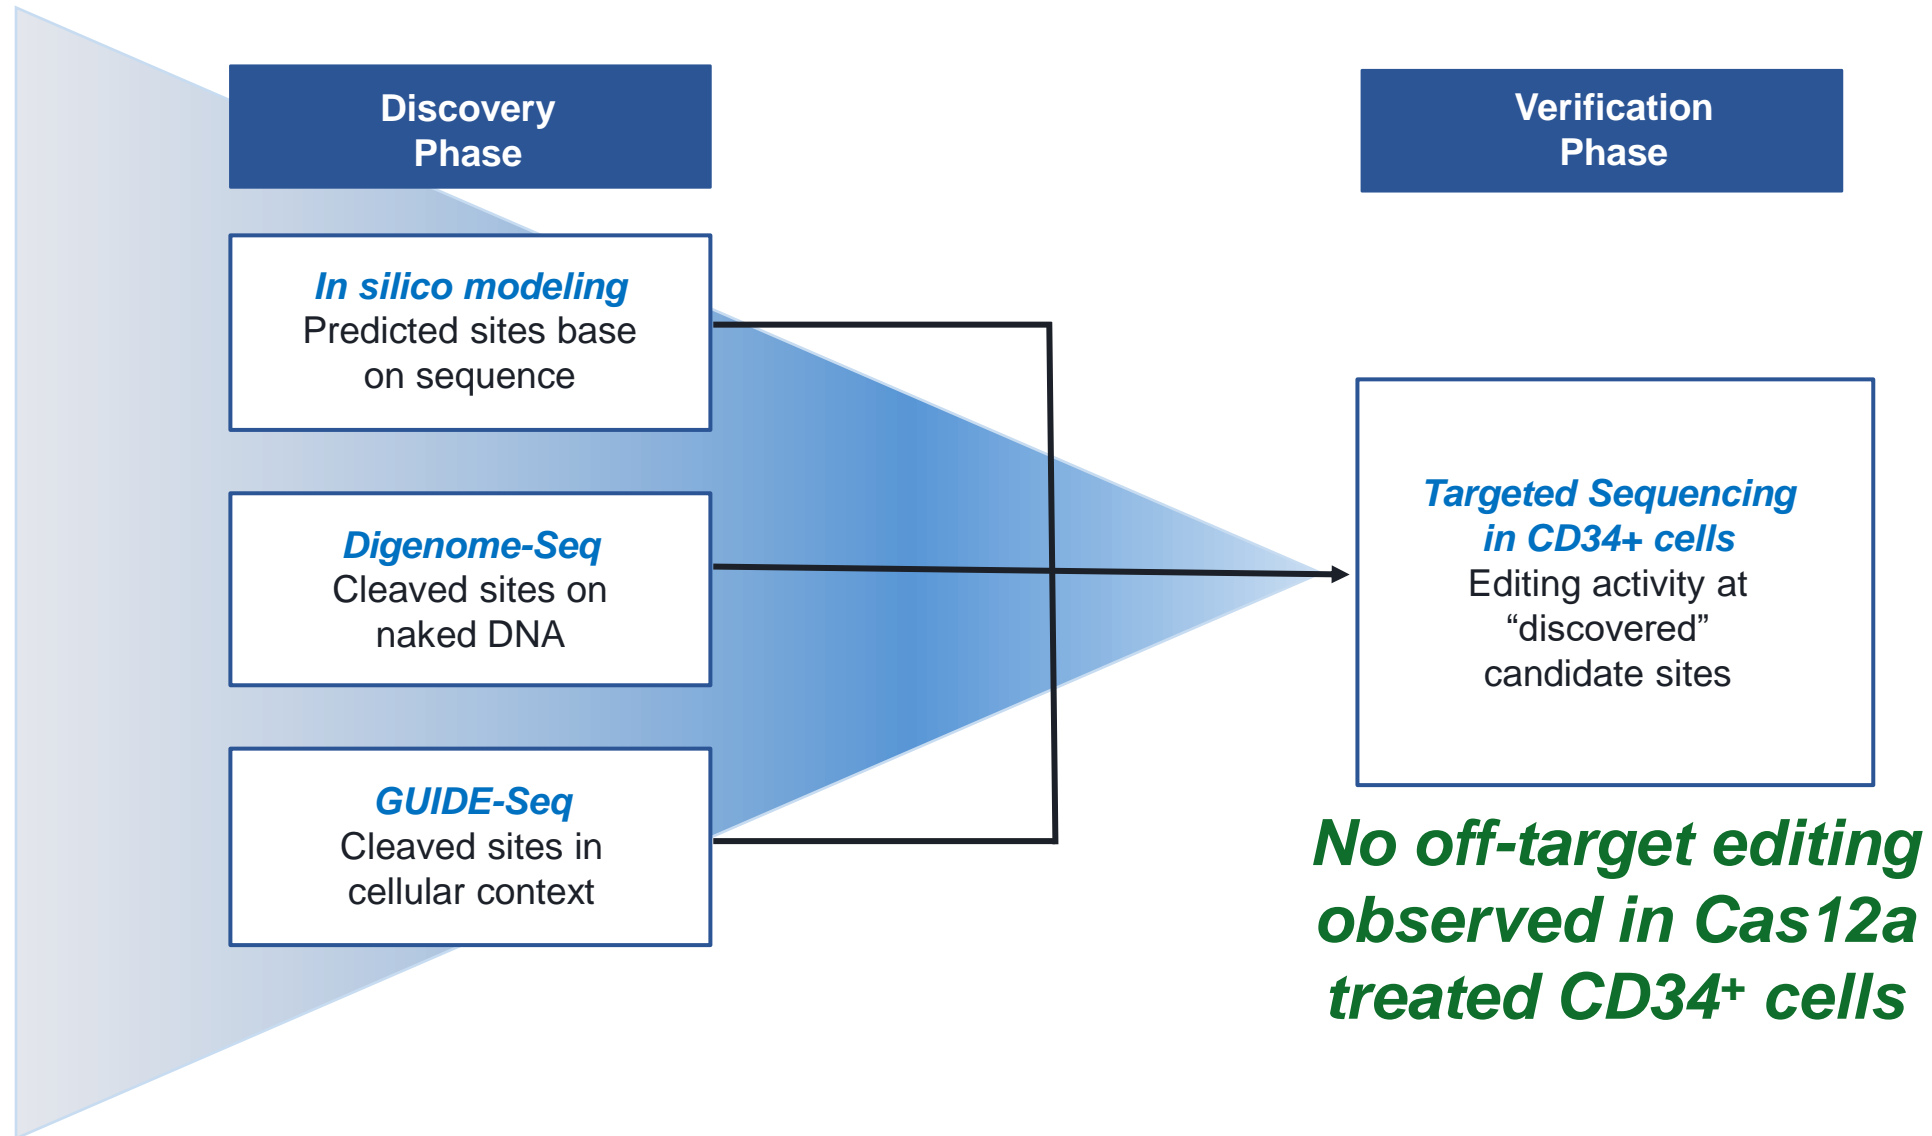 Discovery
Phase
In silico modeling
Predicted sites base
on sequence
Digenome-Seq
Cleaved sites on
naked DNA
GUIDE-Seq
Cleaved sites in
cellular context
Verification
Phase
Targeted Sequencing
in CD34+ cells
Editing activity at
“discovered”
candidate sites
No off-target editing
observed in Cas12a
treated CD34⁺ cells